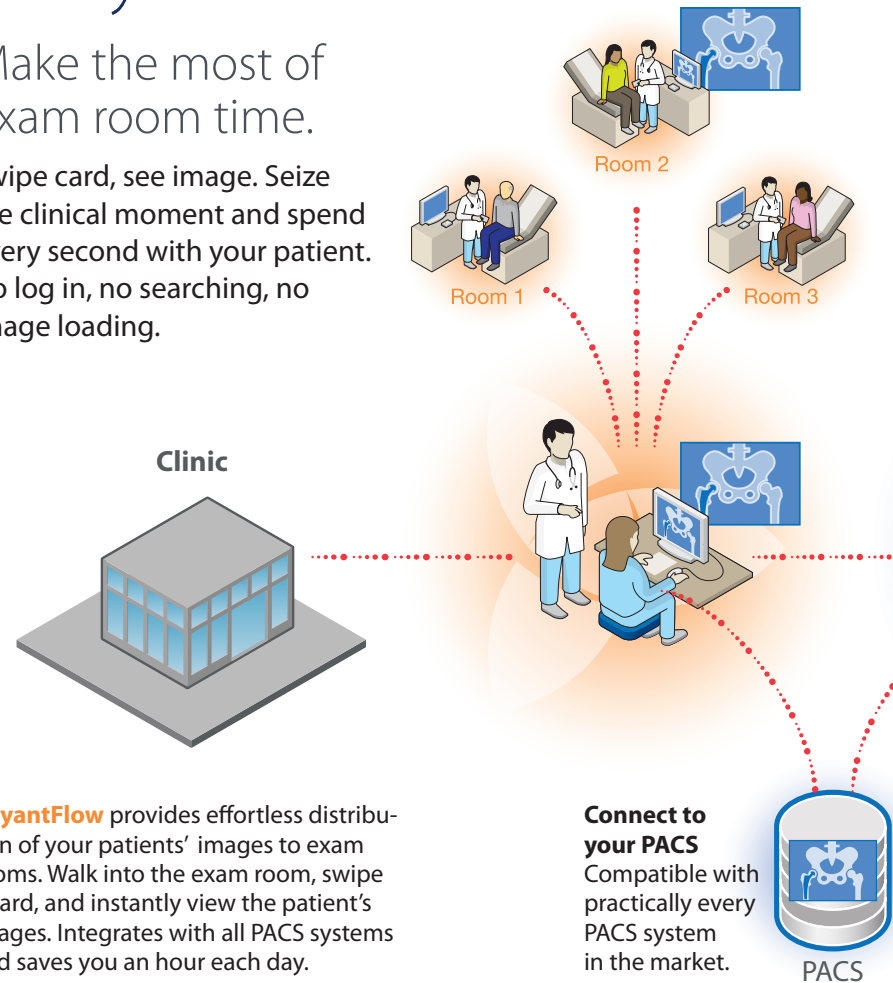 ake the most of
xam room time.
wipe card, see image. Seize
e clinical moment and spend
very second with your patient.
o log in, no searching, no
nage loading.
Room 2
Room 1
Room 3
Clinic
yantFlow provides effortless distribu-
n of your patients’ images to exam
oms. Walk into the exam room, swipe
ard, and instantly view the patient’s
ages. Integrates with all PACS systems
d saves you an hour each day.
Connect to
your PACS
Compatible with
practically every
PACS system
in the market.
PACS